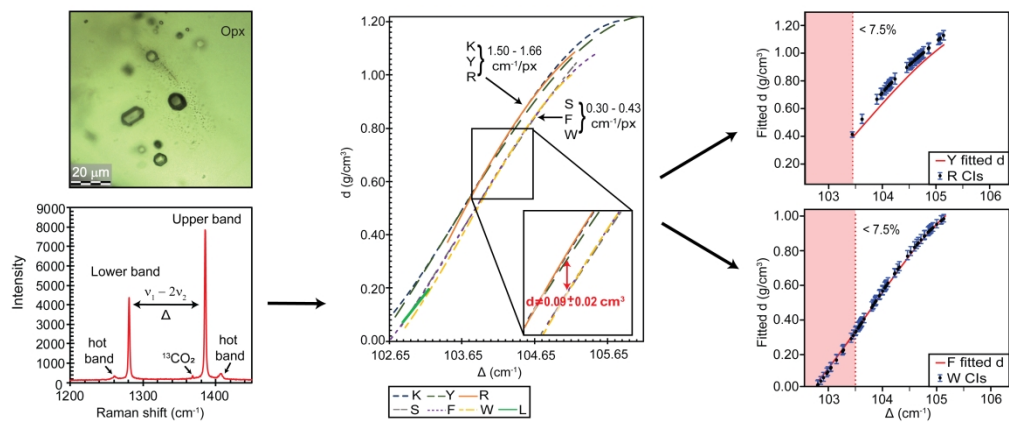 Opx
20 µm
9000
8000
7000
6000
5000
4000
3000
2000
1000
0
Intensity
Upper band
Lower band
ν₁ – 2ν₂
Δ
hot
band
¹³CO₂
hot
band
1200
1300
1400
Raman shift (cm⁻¹)
1.20
1.00
0.80
0.60
0.40
0.20
0.00
d (g/cm³)
K
Y
R
1.50 - 1.66
cm⁻¹/px
S
F
W
0.30 - 0.43
cm⁻¹/px
d≠0.09±0.02 cm³
102.65
103.65
104.65
105.65
Δ (cm⁻¹)
K Y R
S F W L
< 7.5%
1.20
1.00
0.80
0.60
0.40
1.20
Fitted d (g/cm³)
Y fitted d
R CIs
103
104
105
106
< 7.5%
1.00
0.80
0.60
0.40
0.20
0.00
Fitted d (g/cm³)
F fitted d
W CIs
103
104
105
106
Δ (cm⁻¹)